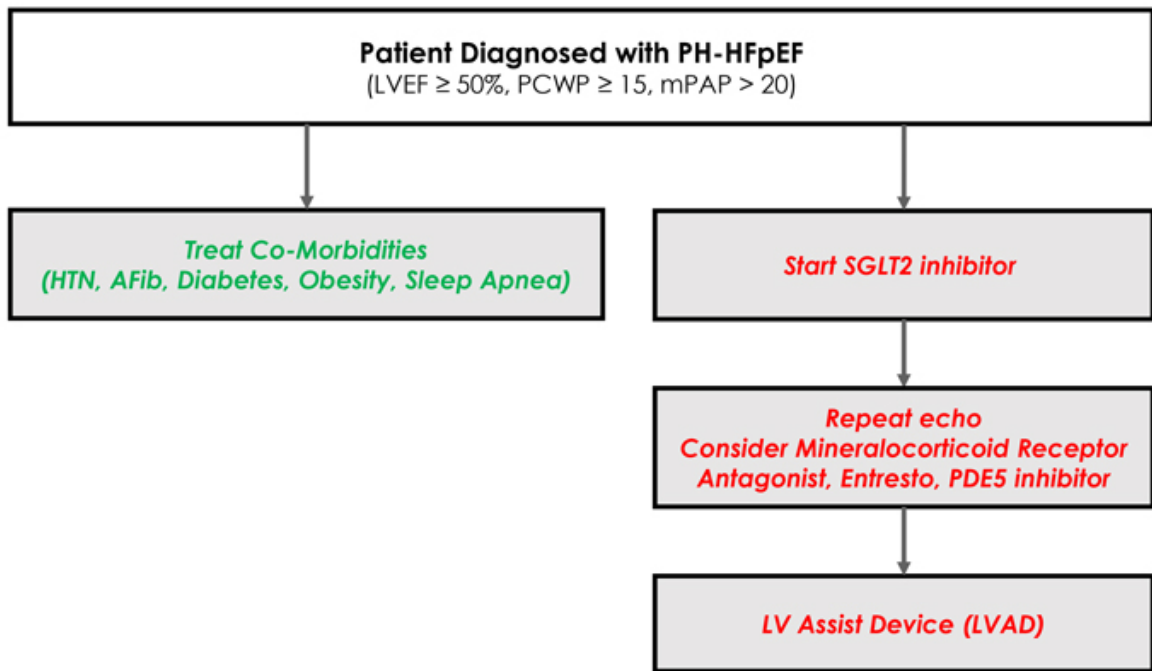 Patient Diagnosed with PH-HFpEF
(LVEF ≥ 50%, PCWP ≥ 15, mPAP > 20)
Treat Co-Morbidities
(HTN, AFib, Diabetes, Obesity, Sleep Apnea)
Start SGLT2 inhibitor
Repeat echo
Consider Mineralocorticoid Receptor
Antagonist, Entresto, PDE5 inhibitor
LV Assist Device (LVAD)